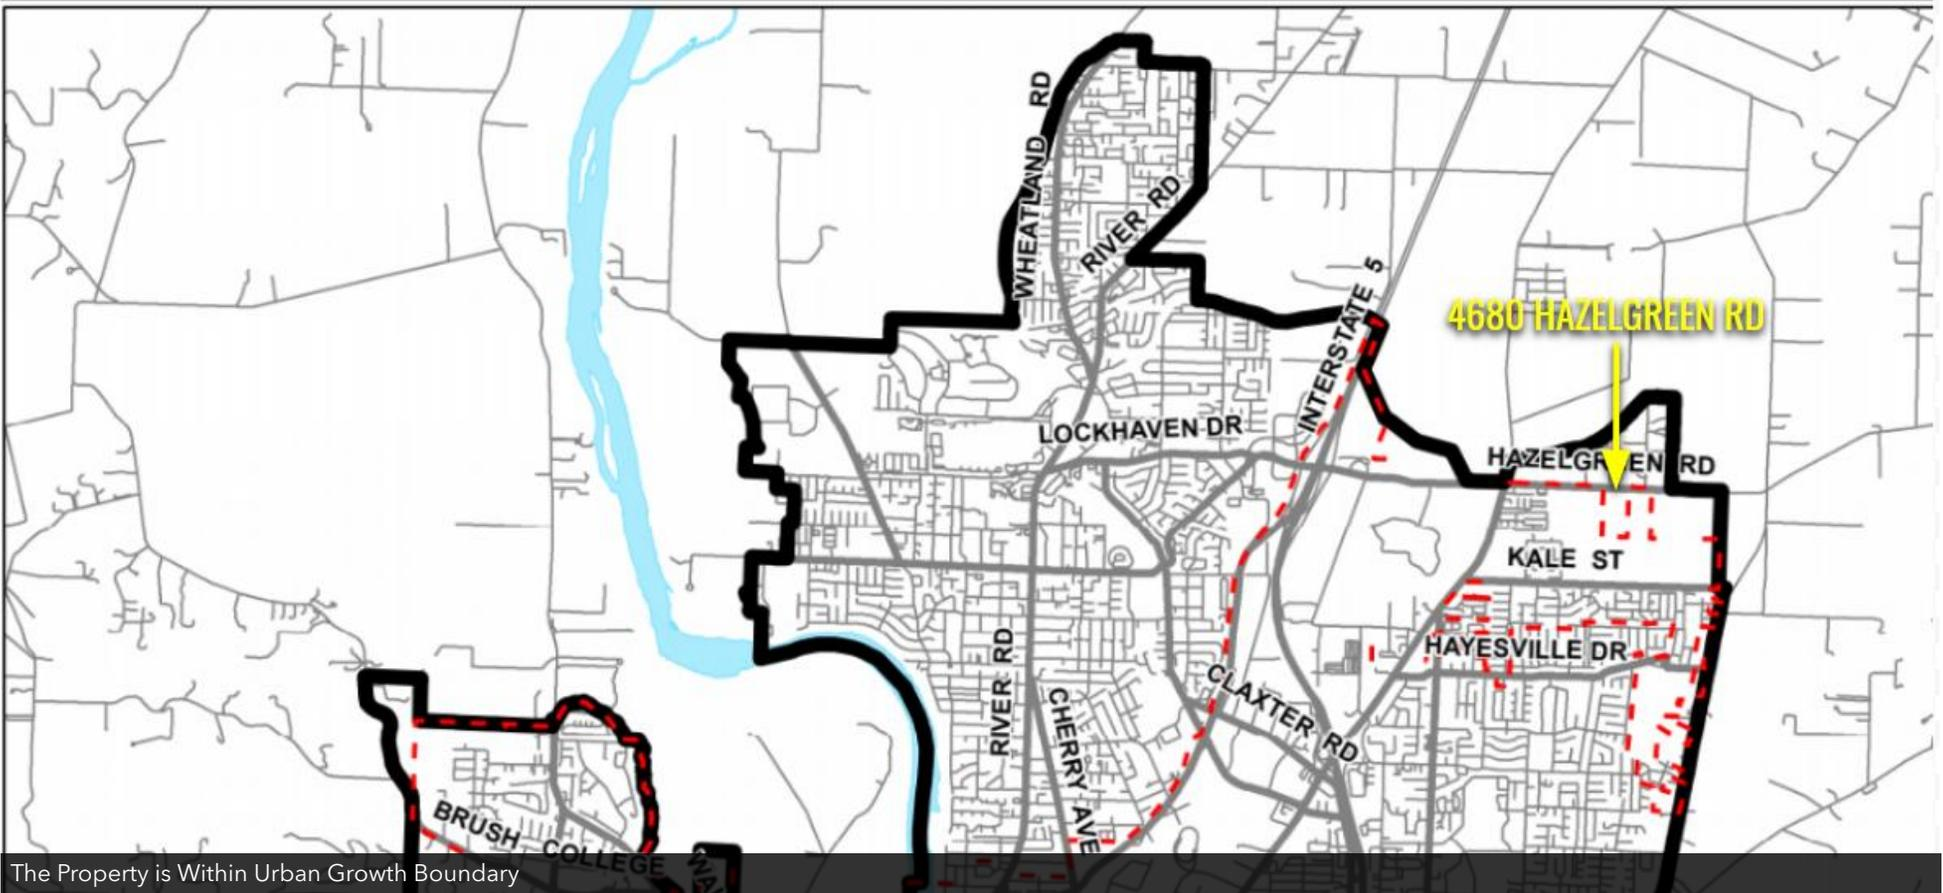 WHEATLAND RD
RIVER RD
INTERSTATE 5
4680 HAZELGREEN RD
LOCKHAVEN DR
HAZELGREEN RD
KALE ST
HAYESVILLE DR
RIVER RD
CHERRY AVE
CLAXTER RD
BRUSH COLLEGE
The Property is Within Urban Growth Boundary